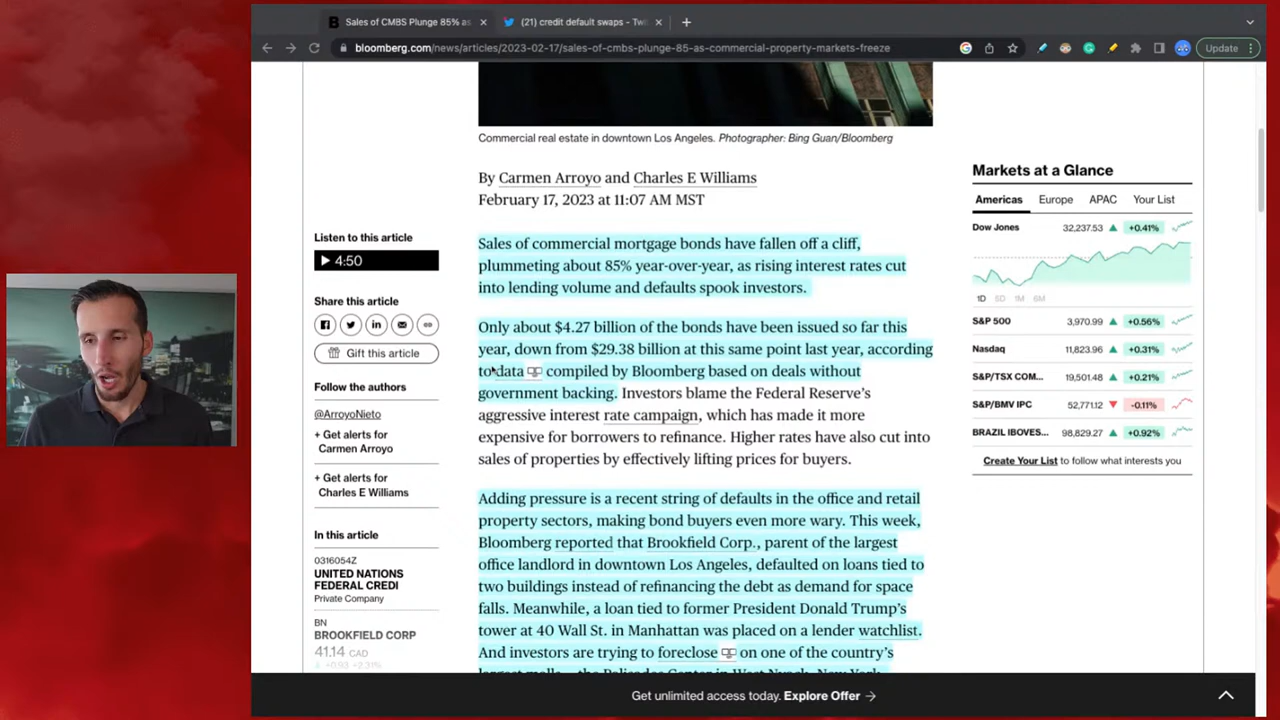 Sales of CMBS Plunge 85% as
(21) credit default swaps - Tw
bloomberg.com/news/articles/2023-02-17/sales-of-cmbs-plunge-85-as-commercial-property-markets-freeze
Update
Commercial real estate in downtown Los Angeles. Photographer: Bing Guan/Bloomberg
By Carmen Arroyo and Charles E Williams
February 17, 2023 at 11:07 AM MST
Listen to this article
4:50
Share this article
Gift this article
Follow the authors
@ArroyoNieto
+ Get alerts for
Carmen Arroyo
+ Get alerts for
Charles E Williams
In this article
0316054Z
UNITED NATIONS
FEDERAL CREDI
Private Company
BN
BROOKFIELD CORP
41.14 CAD
+0.93 +2.31%
Sales of commercial mortgage bonds have fallen off a cliff,
plummeting about 85% year-over-year, as rising interest rates cut
into lending volume and defaults spook investors.
Only about $4.27 billion of the bonds have been issued so far this
year, down from $29.38 billion at this same point last year, according
to data compiled by Bloomberg based on deals without
government backing. Investors blame the Federal Reserve's
aggressive interest rate campaign, which has made it more
expensive for borrowers to refinance. Higher rates have also cut into
sales of properties by effectively lifting prices for buyers.
Adding pressure is a recent string of defaults in the office and retail
property sectors, making bond buyers even more wary. This week,
Bloomberg reported that Brookfield Corp., parent of the largest
office landlord in downtown Los Angeles, defaulted on loans tied to
two buildings instead of refinancing the debt as demand for space
falls. Meanwhile, a loan tied to former President Donald Trump's
tower at 40 Wall St. in Manhattan was placed on a lender watchlist.
And investors are trying to foreclose on one of the country's
largest malls – the Palisades Center in West Nyack, New York
Markets at a Glance
Americas Europe APAC Your List
Dow Jones 32,237.53 +0.41%
1D 5D 1M 6M
S&P 500 3,970.99 +0.56%
Nasdaq 11,823.96 +0.31%
S&P/TSX COM... 19,501.48 +0.21%
S&P/BMV IPC 52,771.12 -0.11%
BRAZIL IBOVES... 98,829.27 +0.92%
Create Your List to follow what interests you
Get unlimited access today. Explore Offer